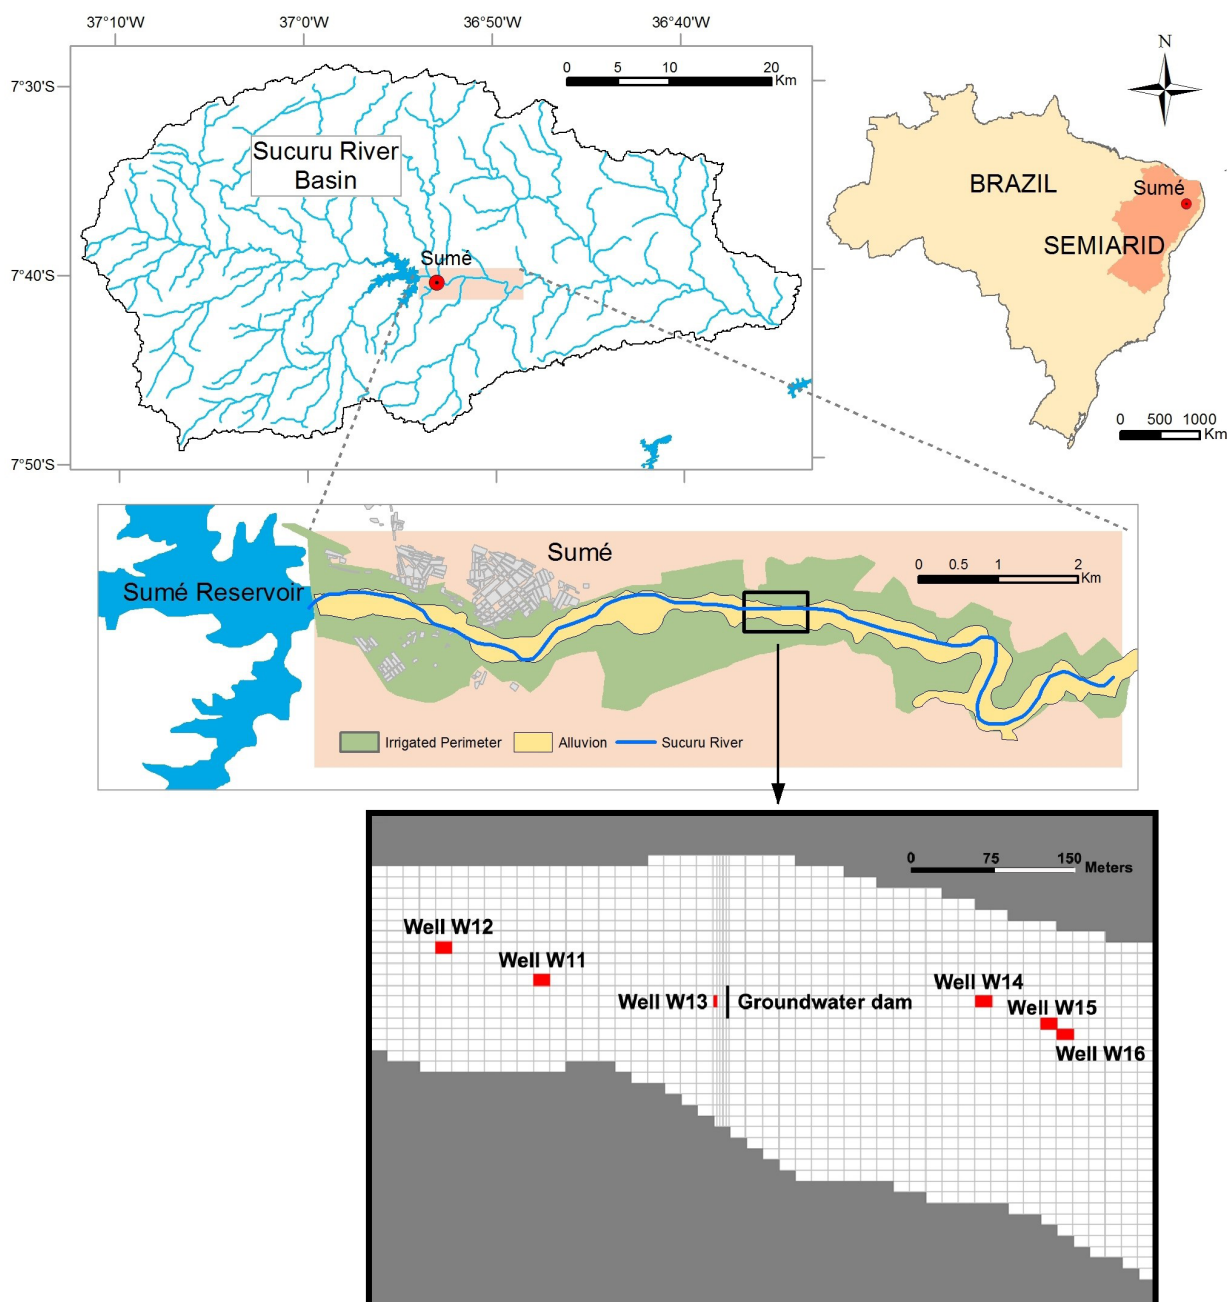 37°10'W 37°0'W 36°50'W 36°40'W
7°30'S
7°40'S
7°50'S
0 5 10 20
Km
Sucuru River
Basin
Sumé
N
BRAZIL
Sumé
SEMIARID
0 500 1000
Km
Sumé
Sumé Reservoir
0 0.5 1 2
Km
Irrigated Perimeter Alluvion Sucuru River
0 75 150
Meters
Well W12
Well W11
Well W13 Groundwater dam
Well W14
Well W15
Well W16